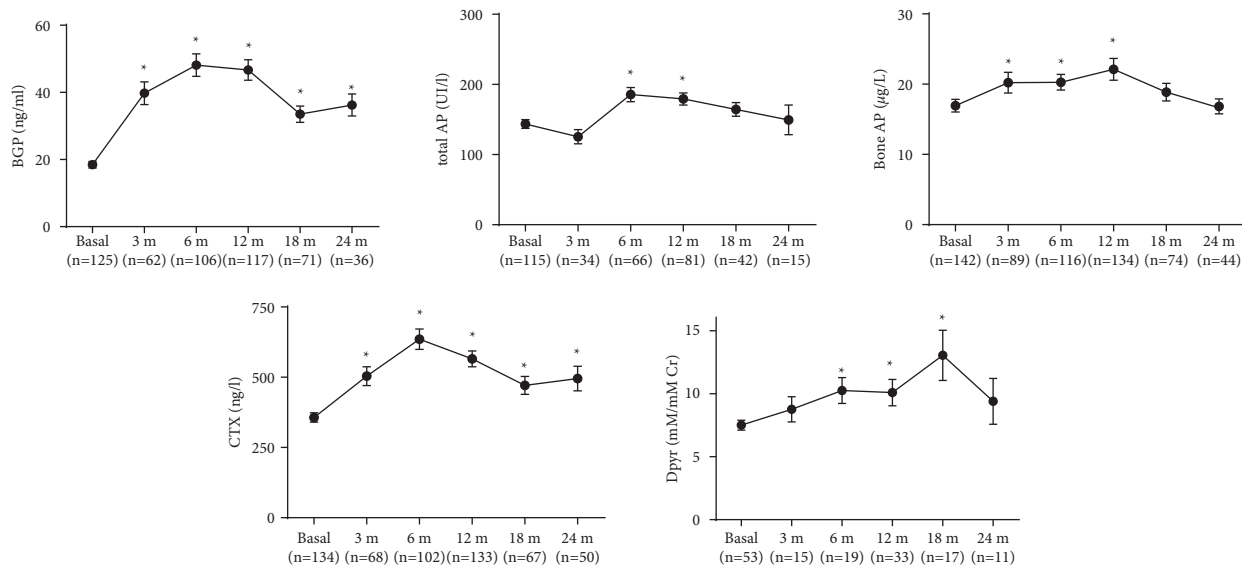 BGP (ng/ml)
60
40
20
0
*
*
*
*
*
Basal 3 m 6 m 12 m 18 m 24 m
(n=125) (n=62) (n=106) (n=117) (n=71) (n=36)
total AP (UI/l)
300
200
100
0
*
*
Basal 3 m 6 m 12 m 18 m 24 m
(n=115) (n=34) (n=66) (n=81) (n=42) (n=15)
Bone AP (μg/L)
30
20
10
0
*
*
*
Basal 3 m 6 m 12 m 18 m 24 m
(n=142) (n=89) (n=116) (n=134) (n=74) (n=44)
CTX (ng/l)
750
500
250
0
*
*
*
*
*
Basal 3 m 6 m 12 m 18 m 24 m
(n=134) (n=68) (n=102) (n=133) (n=67) (n=50)
Dpyr (mM/mM Cr)
15
10
5
0
*
*
*
Basal 3 m 6 m 12 m 18 m 24 m
(n=53) (n=15) (n=19) (n=33) (n=17) (n=11)